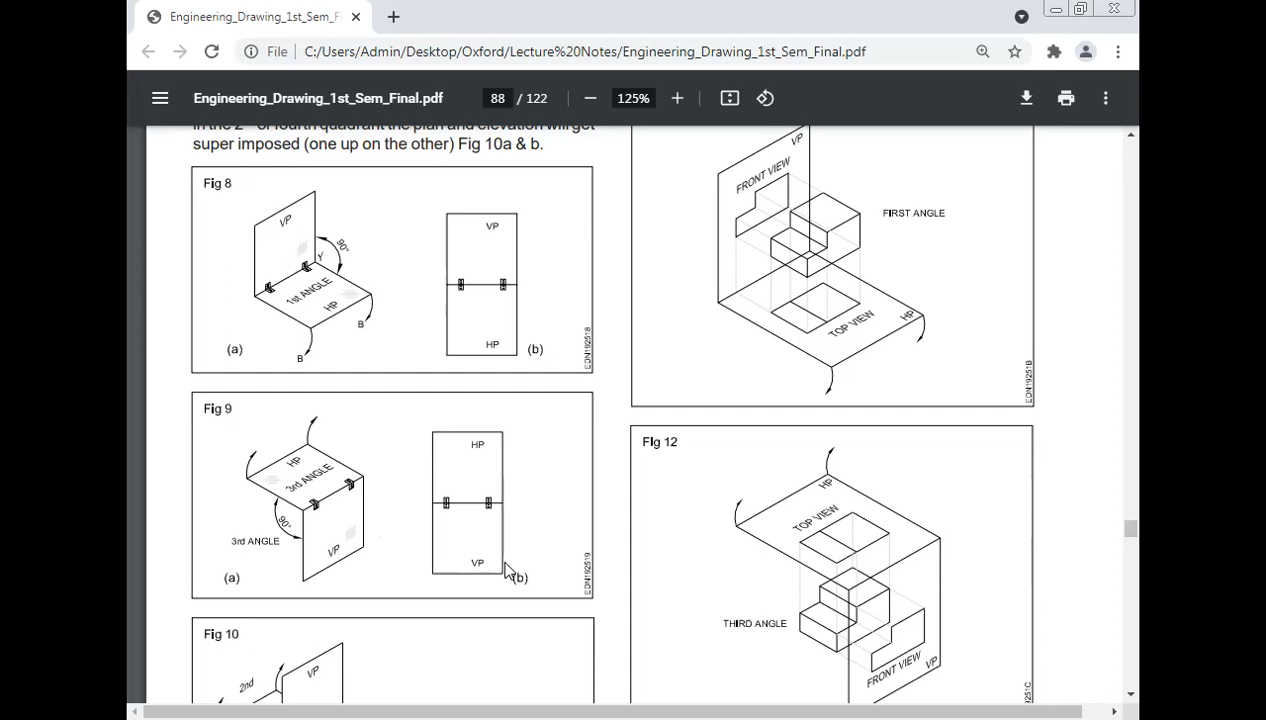 Engineering_Drawing_1st_Sem_Fi
File
C:/Users/Admin/Desktop/Oxford/Lecture%20Notes/Engineering_Drawing_1st_Sem_Final.pdf
Engineering_Drawing_1st_Sem_Final.pdf
88 / 122
125%
super imposed (one up on the other) Fig 10a & b.
Fig 8
VP
90°
Y
1st ANGLE
HP
B
B
(a)
VP
HP
(b)
EDN192518
Fig 9
HP
3rd ANGLE
90°
3rd ANGLE
VP
(a)
HP
VP
(b)
EDN192519
Fig 10
2nd
VP
VP
FRONT VIEW
FIRST ANGLE
TOP VIEW
HP
EDN19251B
FIg 12
HP
TOP VIEW
THIRD ANGLE
FRONT VIEW
VP